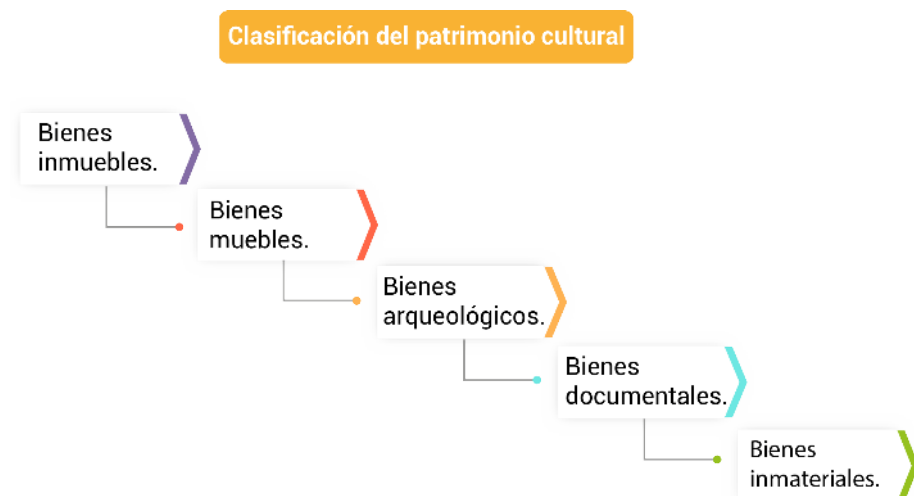 Clasificación del patrimonio cultural
Bienes
inmuebles.
Bienes
muebles.
Bienes
arqueológicos.
Bienes
documentales.
Bienes
inmateriales.